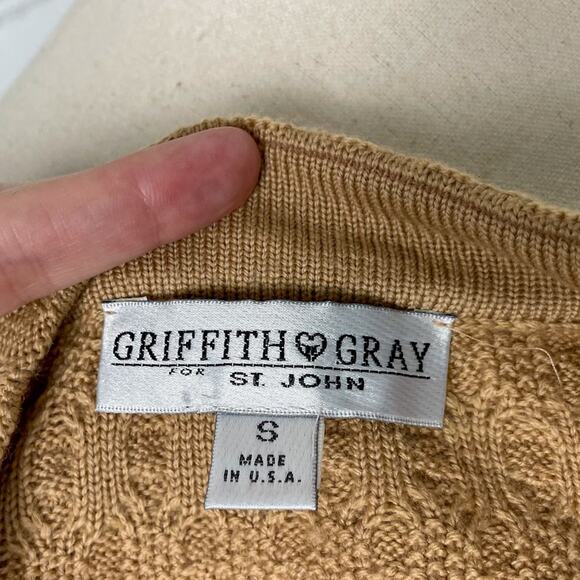 GRIFFITH GRAY
FOR ST. JOHN
S
MADE
IN U.S.A.